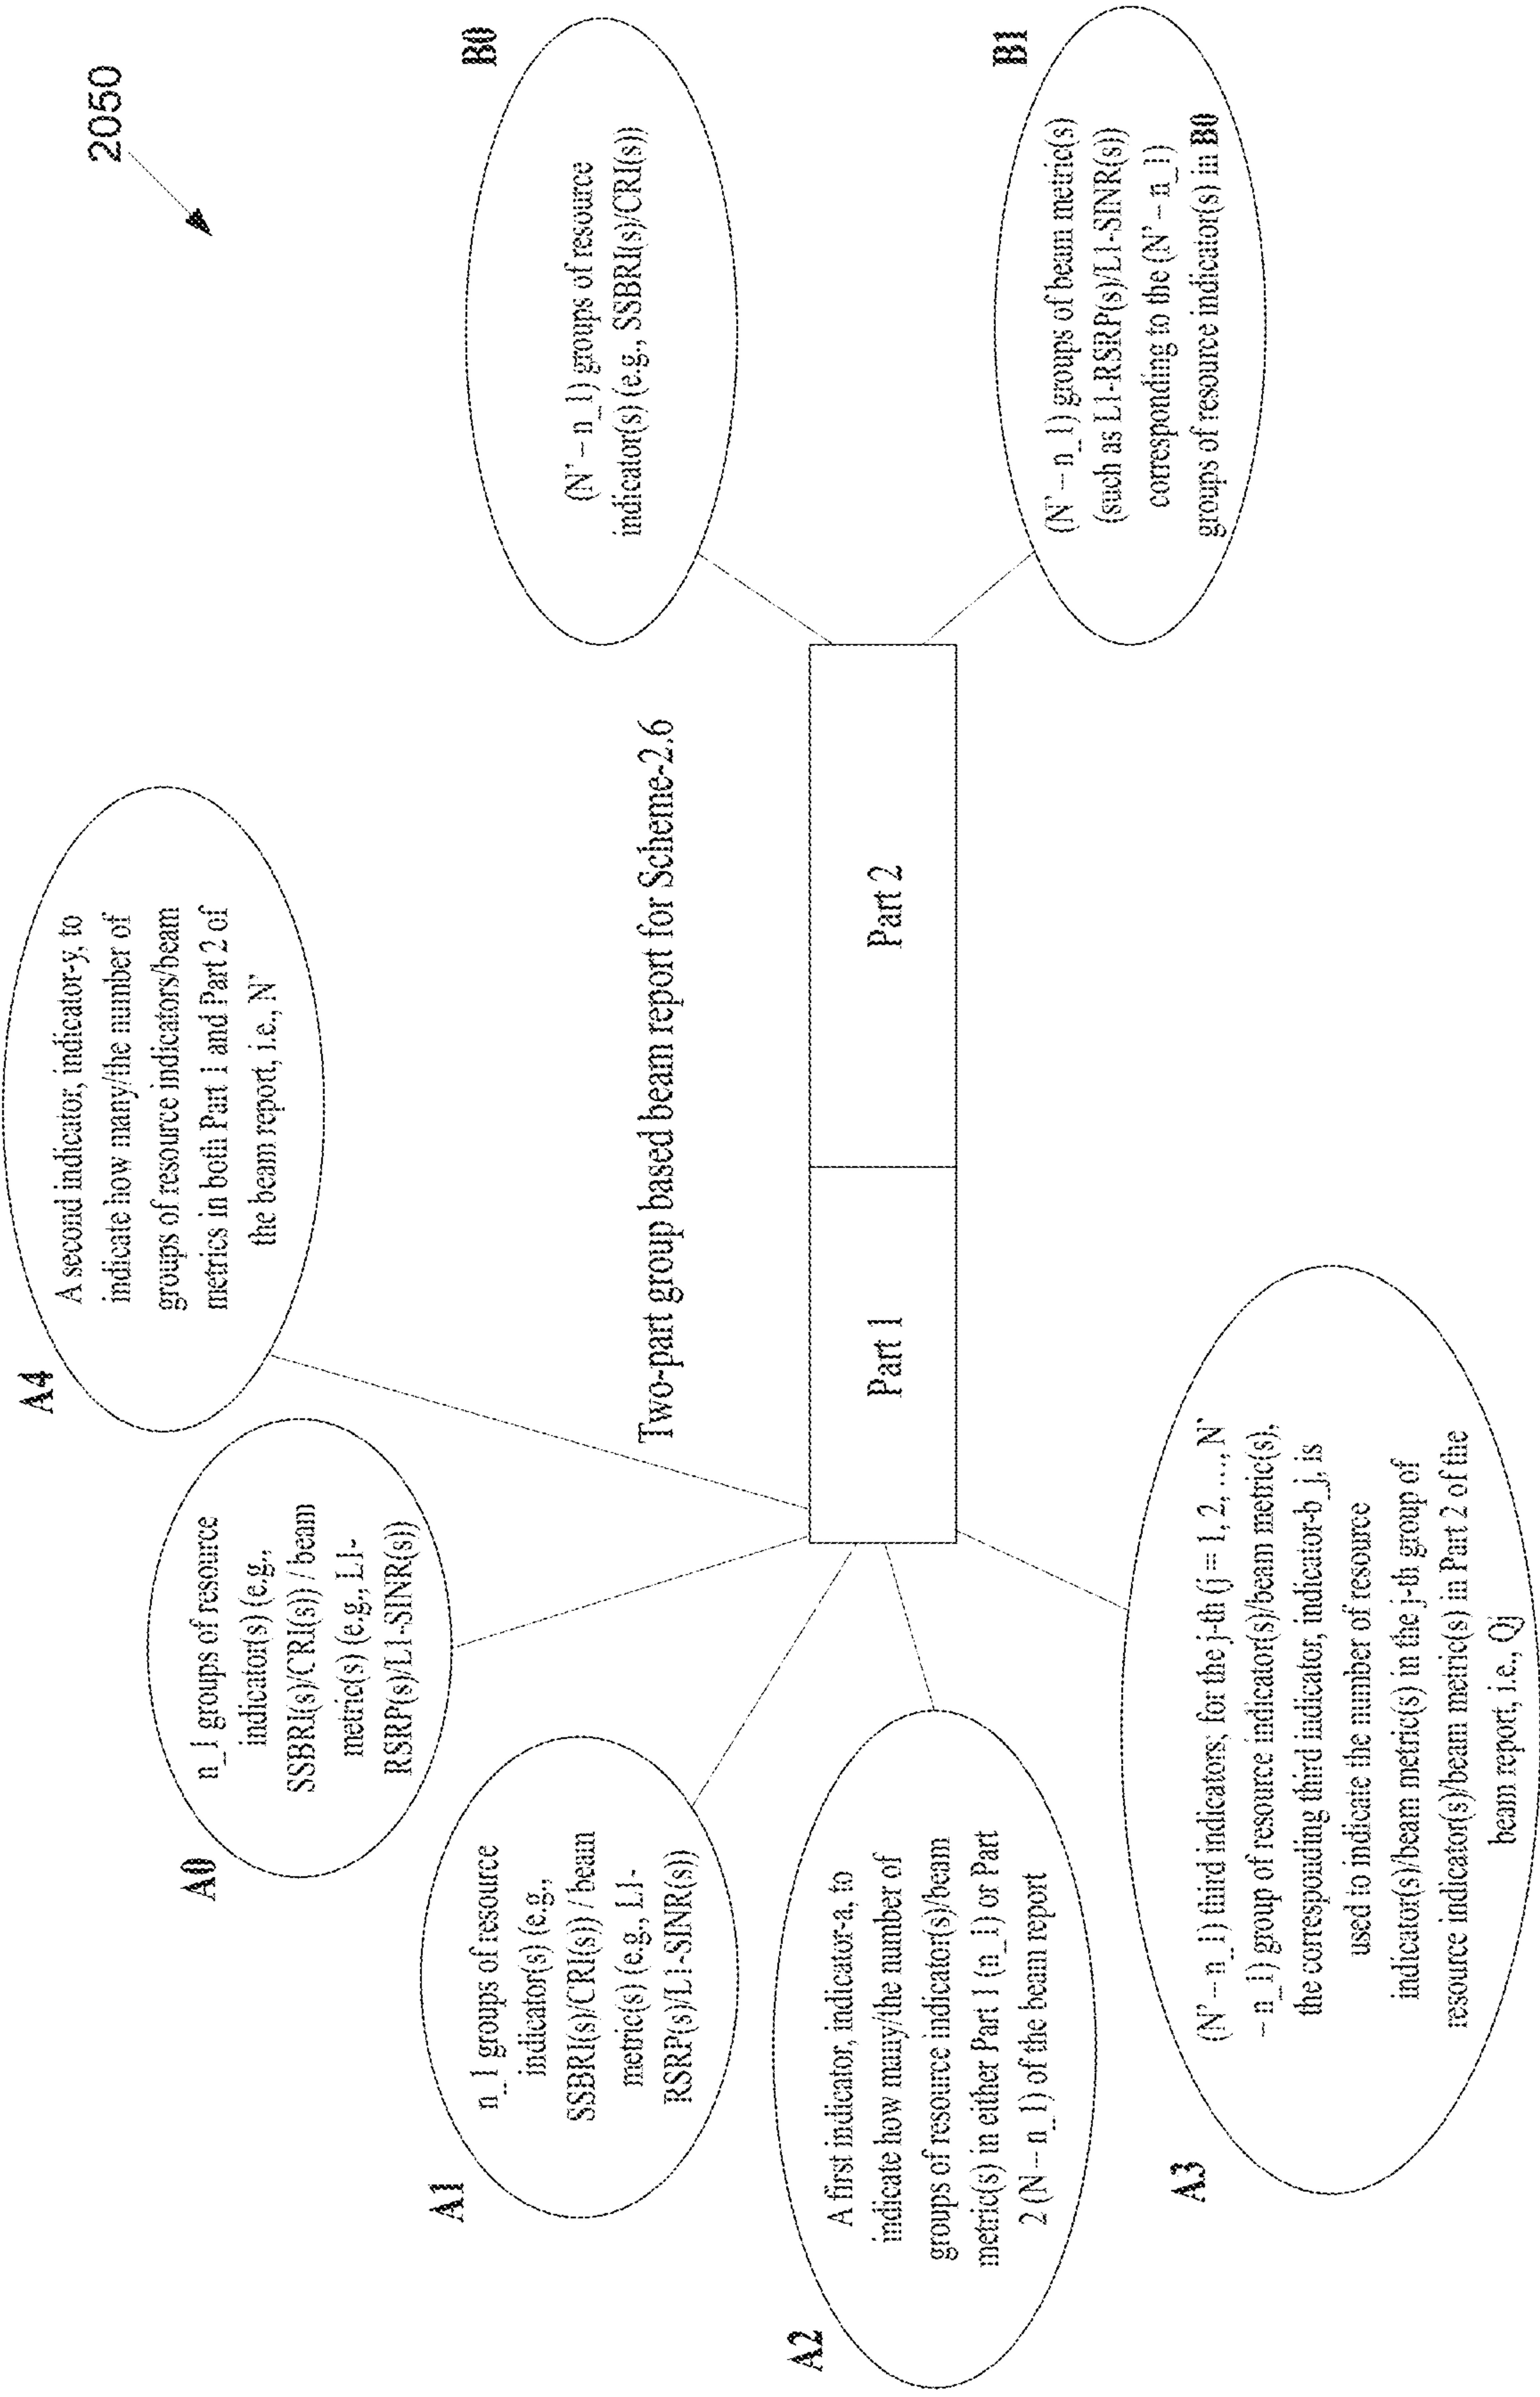 2050
A4
A second indicator, indicator-y, to
indicate how many/the number of
groups of resource indicators/beam
metrics in both Part 1 and Part 2 of
the beam report, i.e., N'
A0
n_1 groups of resource
indicator(s) (e.g.,
SSBRI(s)/CRI(s)) / beam
metric(s) (e.g., L1-
RSRP(s)/L1-SINR(s))
A1
n_1 groups of resource
indicator(s) (e.g.,
SSBRI(s)/CRI(s)) / beam
metric(s) (e.g., L1-
RSRP(s)/L1-SINR(s))
A2
A first indicator, indicator-a, to
indicate how many/the number of
groups of resource indicator(s)/beam
metric(s) in either Part 1 (n_1) or Part
2 (N – n_1) of the beam report
A3
(N' – n_1) third indicators; for the j-th (j = 1, 2, …, N'
– n_1) group of resource indicator(s)/beam metric(s),
the corresponding third indicator, indicator-b_j, is
used to indicate the number of resource
indicator(s)/beam metric(s) in the j-th group of
resource indicator(s)/beam metric(s) in Part 2 of the
beam report, i.e., Qj
Two-part group based beam report for Scheme-2.6
Part 1
Part 2
B0
(N' – n_1) groups of resource
indicator(s) (e.g., SSBRI(s)/CRI(s))
B1
(N' – n_1) groups of beam metric(s)
(such as L1-RSRP(s)/L1-SINR(s))
corresponding to the (N' – n_1)
groups of resource indicator(s) in B0